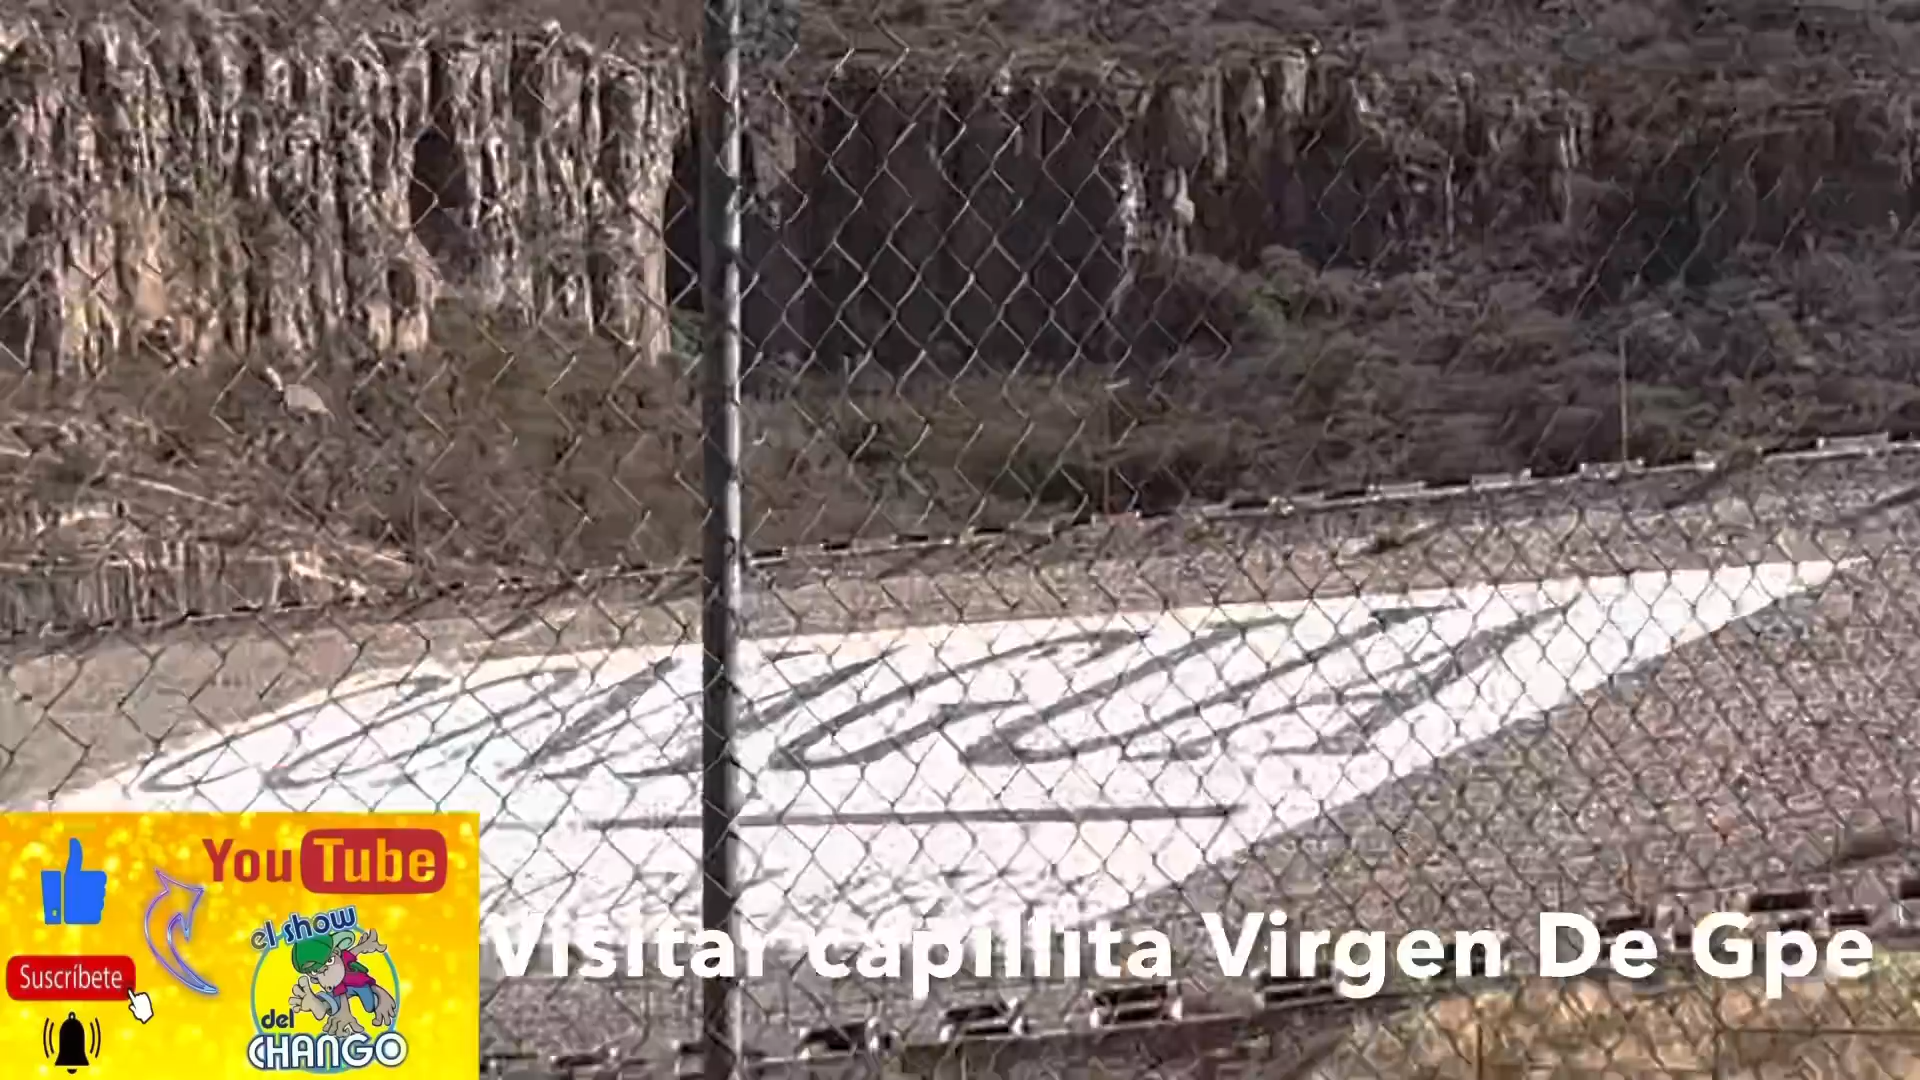 You Tube
el show
del
CHANGO
Suscríbete
Visitar capillita Virgen De Gpe